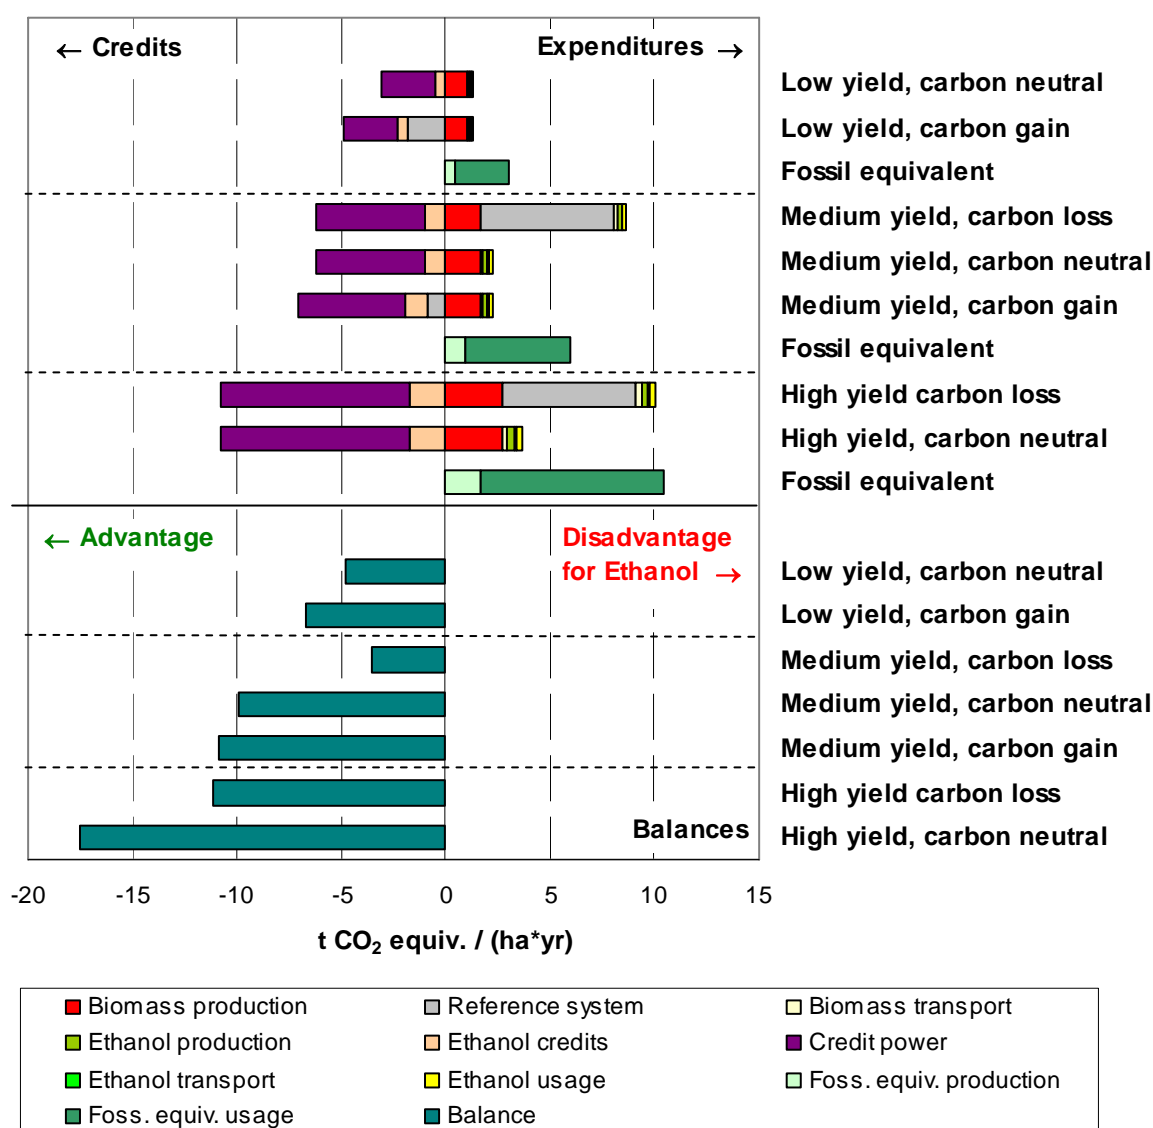 ← Credits
Expenditures →
Low yield, carbon neutral
Low yield, carbon gain
Fossil equivalent
Medium yield, carbon loss
Medium yield, carbon neutral
Medium yield, carbon gain
Fossil equivalent
High yield carbon loss
High yield, carbon neutral
Fossil equivalent
← Advantage
Disadvantage
for Ethanol →
Low yield, carbon neutral
Low yield, carbon gain
Medium yield, carbon loss
Medium yield, carbon neutral
Medium yield, carbon gain
High yield carbon loss
High yield, carbon neutral
Balances
-20 -15 -10 -5 0 5 10 15
t CO₂ equiv. / (ha*yr)
Biomass production Reference system Biomass transport
Ethanol production Ethanol credits Credit power
Ethanol transport Ethanol usage Foss. equiv. production
Foss. equiv. usage Balance